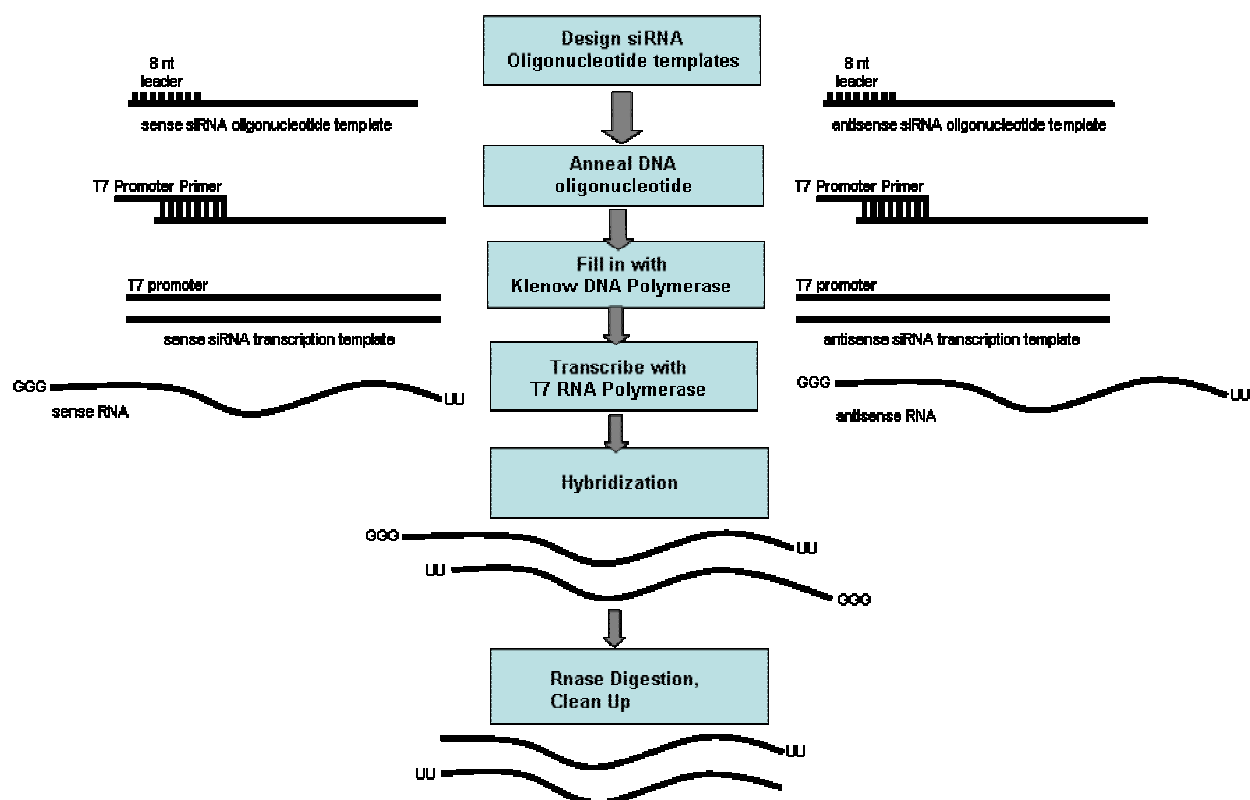 Design siRNA
Oligonucleotide templates
8 nt
leader
sense siRNA oligonucleotide template
8 nt
leader
antisense siRNA oligonucleotide template
Anneal DNA
oligonucleotide
T7 Promoter Primer
T7 Promoter Primer
Fill in with
Klenow DNA Polymerase
T7 promoter
sense siRNA transcription template
T7 promoter
antisense siRNA transcription template
Transcribe with
T7 RNA Polymerase
GGG
UU
sense RNA
GGG
UU
antisense RNA
Hybridization
GGG
UU
UU
GGG
Rnase Digestion,
Clean Up
UU
UU